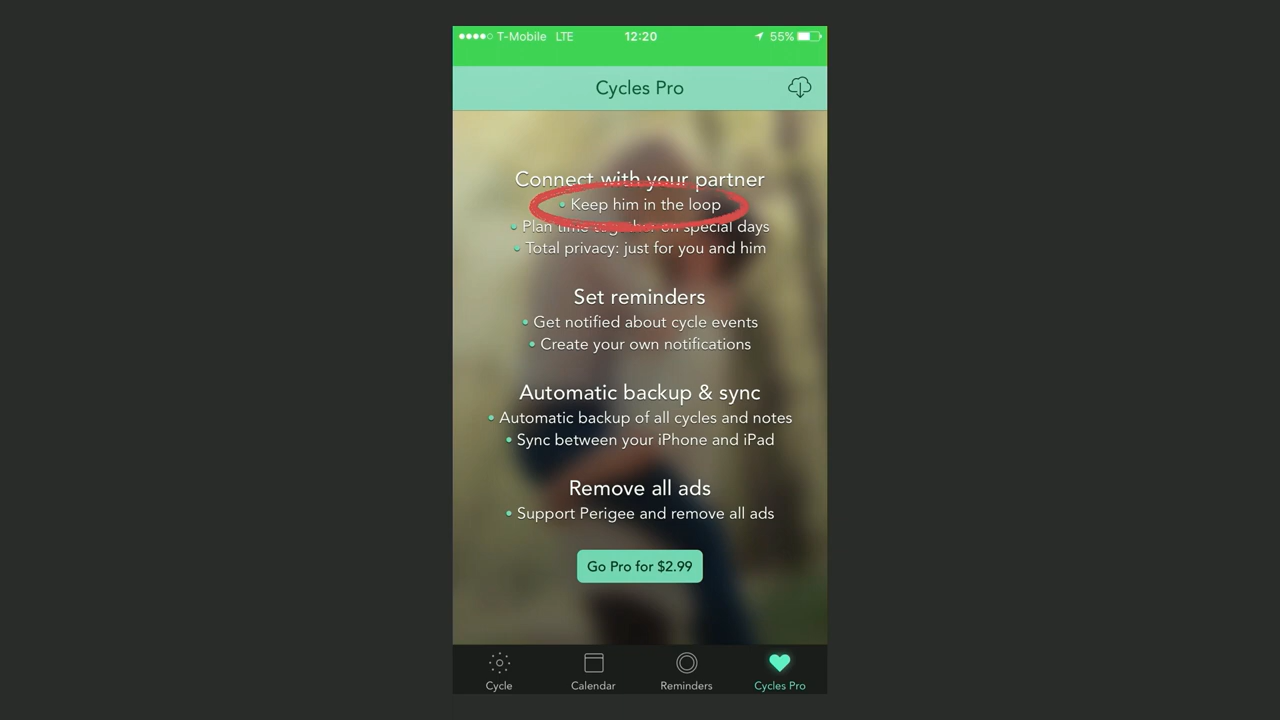 T-Mobile LTE 12:20 55%
Cycles Pro
Connect with your partner
• Keep him in the loop
• Plan time together on special days
• Total privacy: just for you and him
Set reminders
• Get notified about cycle events
• Create your own notifications
Automatic backup & sync
• Automatic backup of all cycles and notes
• Sync between your iPhone and iPad
Remove all ads
• Support Perigee and remove all ads
Go Pro for $2.99
Cycle Calendar Reminders Cycles Pro